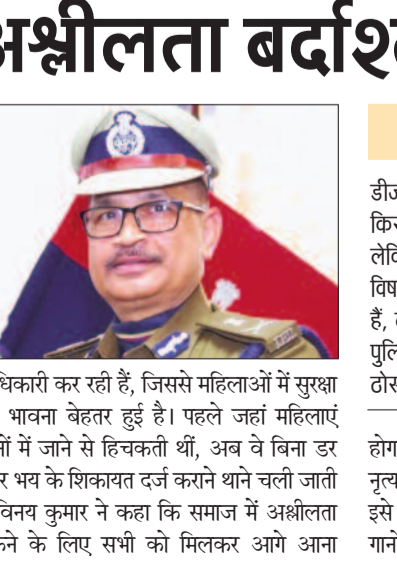 अश्लीलता बर्दाश्त
धिकारी कर रही हैं, जिससे महिलाओं में सुरक्षा
भावना बेहतर हुई है। पहले जहां महिलाएं
में जाने से हिचकती थीं, अब वे बिना डर
र भय के शिकायत दर्ज कराने थाने चली जाती
विनय कुमार ने कहा कि समाज में अश्लीलता
के लिए सभी को मिलकर आगे आना
डीज
किस
लेवि
विष
हैं,
पुलि
ठोस
होग
नृत्य
इसे
गानों